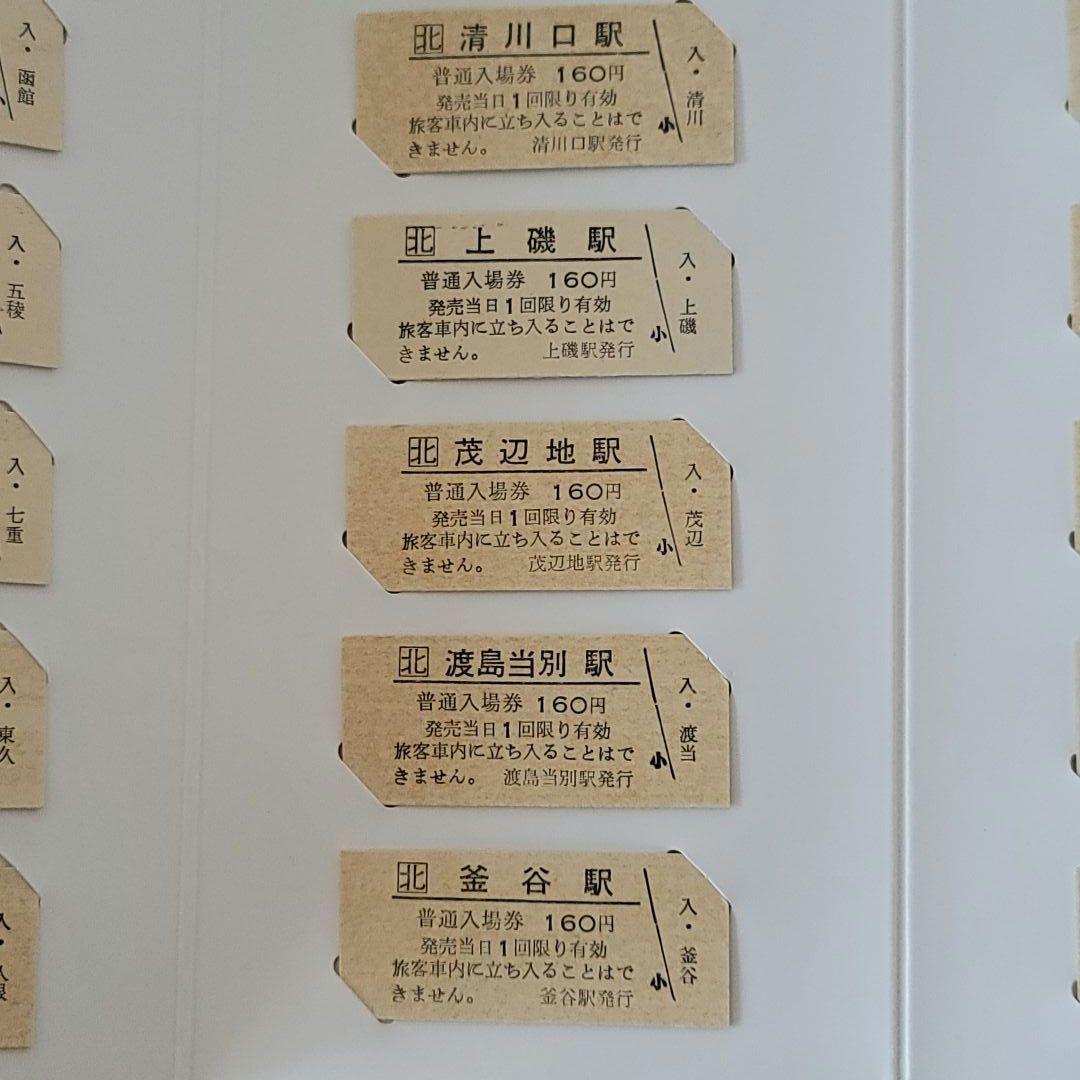 入・函館
入・五稜
入・七重
入・東久
北 清川口駅
普通入場券 160円
発売当日1回限り有効
旅客車内に立ち入ることはで
きません。 清川口駅発行
小
入・清川
北 上磯駅
普通入場券 160円
発売当日1回限り有効
旅客車内に立ち入ることはで
きません。 上磯駅発行
小
入・上磯
北 茂辺地駅
普通入場券 160円
発売当日1回限り有効
旅客車内に立ち入ることはで
きません。 茂辺地駅発行
小
入・茂辺
北 渡島当別駅
普通入場券 160円
発売当日1回限り有効
旅客車内に立ち入ることはで
きません。 渡島当別駅発行
小
入・渡当
北 釜谷駅
普通入場券 160円
発売当日1回限り有効
旅客車内に立ち入ることはで
きません。 釜谷駅発行
小
入・釜谷